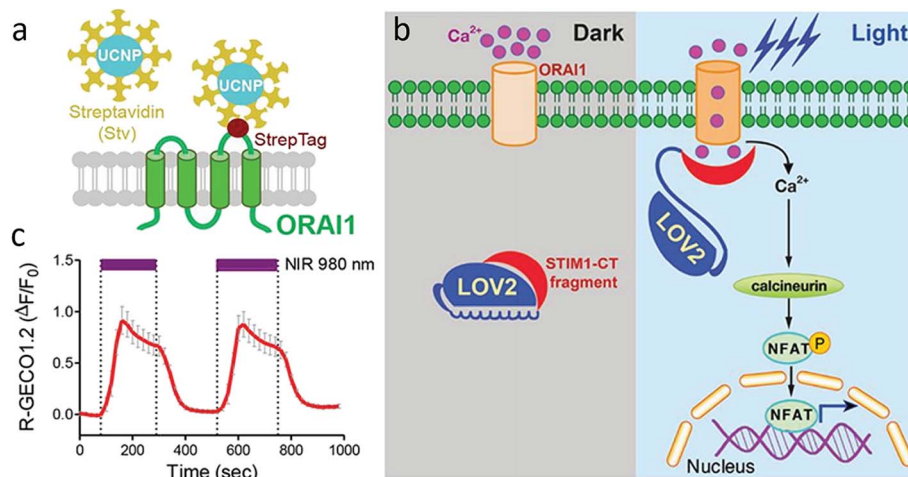 a
UCNP
UCNP
Streptavidin
(Stv)
StrepTag
ORAI1
b
Dark
Light
Ca2+
ORAI1
Ca2+
LOV2
STIM1-CT
fragment
LOV2
calcineurin
NFAT P
NFAT
Nucleus
c
NIR 980 nm
R-GECO1.2 (ΔF/F0)
1.5
1.0
0.5
0.0
0 200 400 600 800 1000
Time (sec)